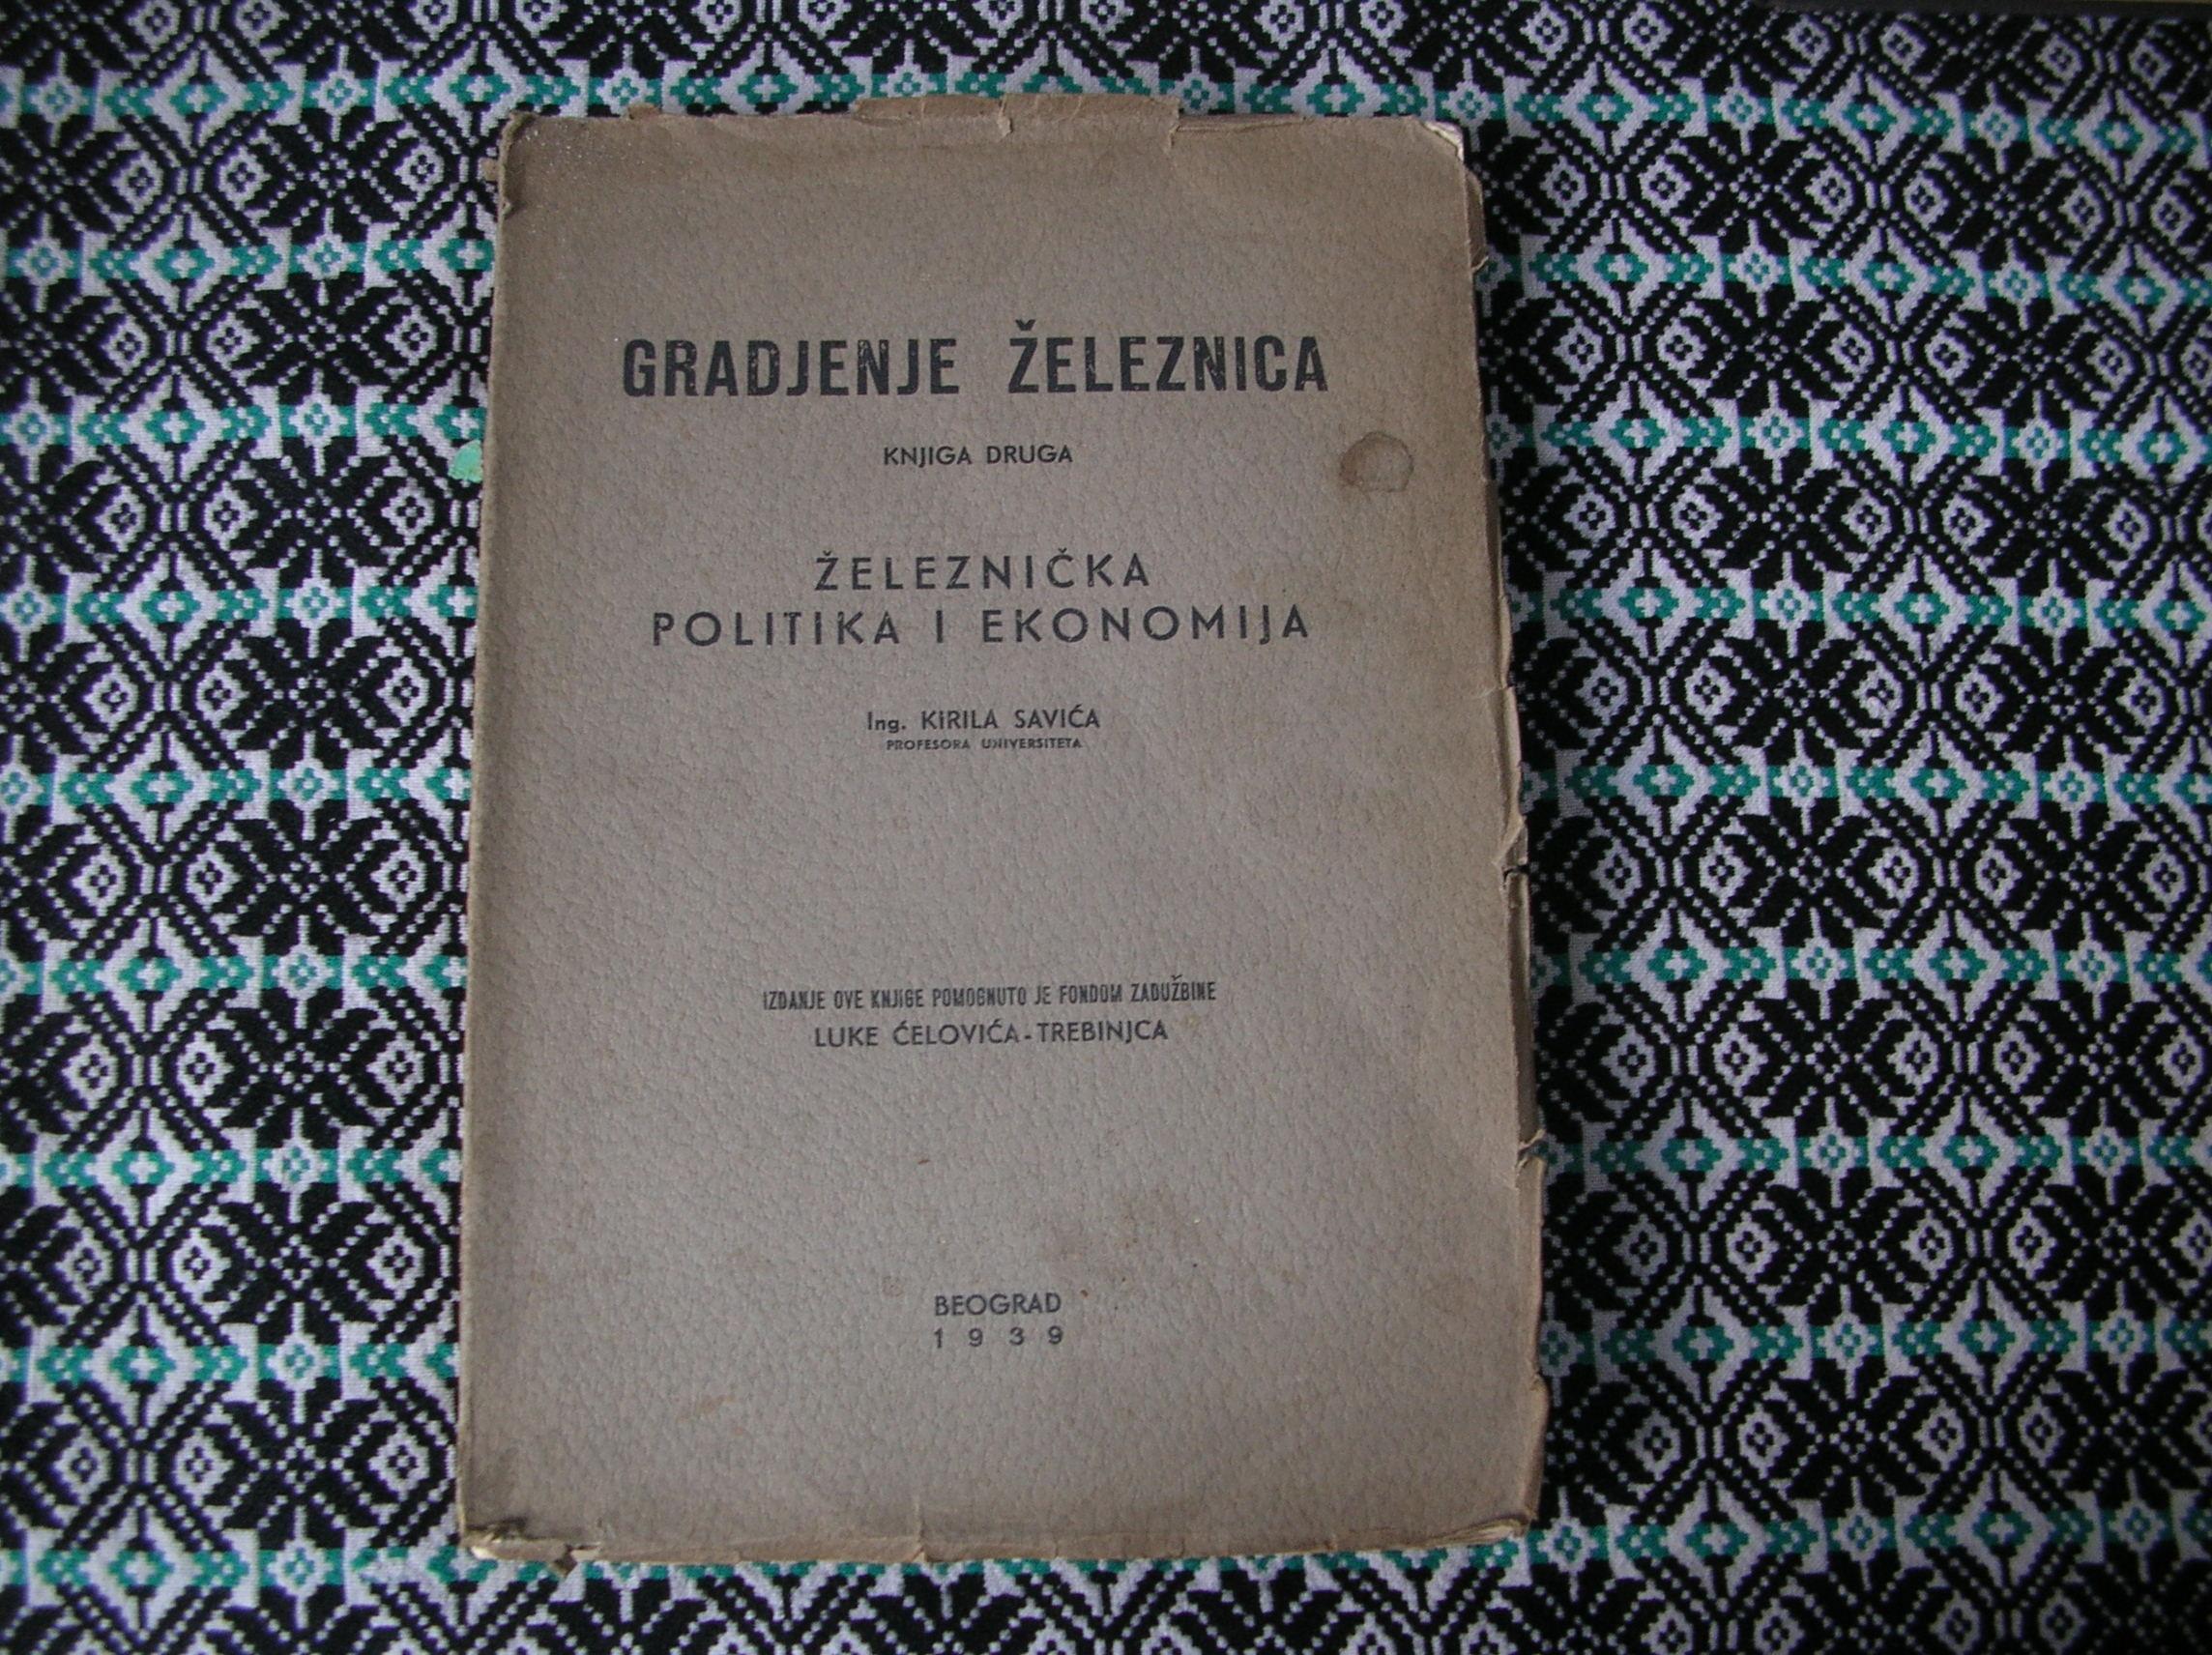 GRADJENJE ŽELEZNICA
KNJIGA DRUGA
ŽELEZNIČKA
POLITIKA I EKONOMIJA
Ing. KIRILA SAVIĆA
PROFESORA UNIVERSITETA
IZDANJE OVE KNJIGE POMOGNUTO JE FONDOM ZADUŽBINE
LUKE ĆELOVIĆA-TREBINJCA
BEOGRAD
1939